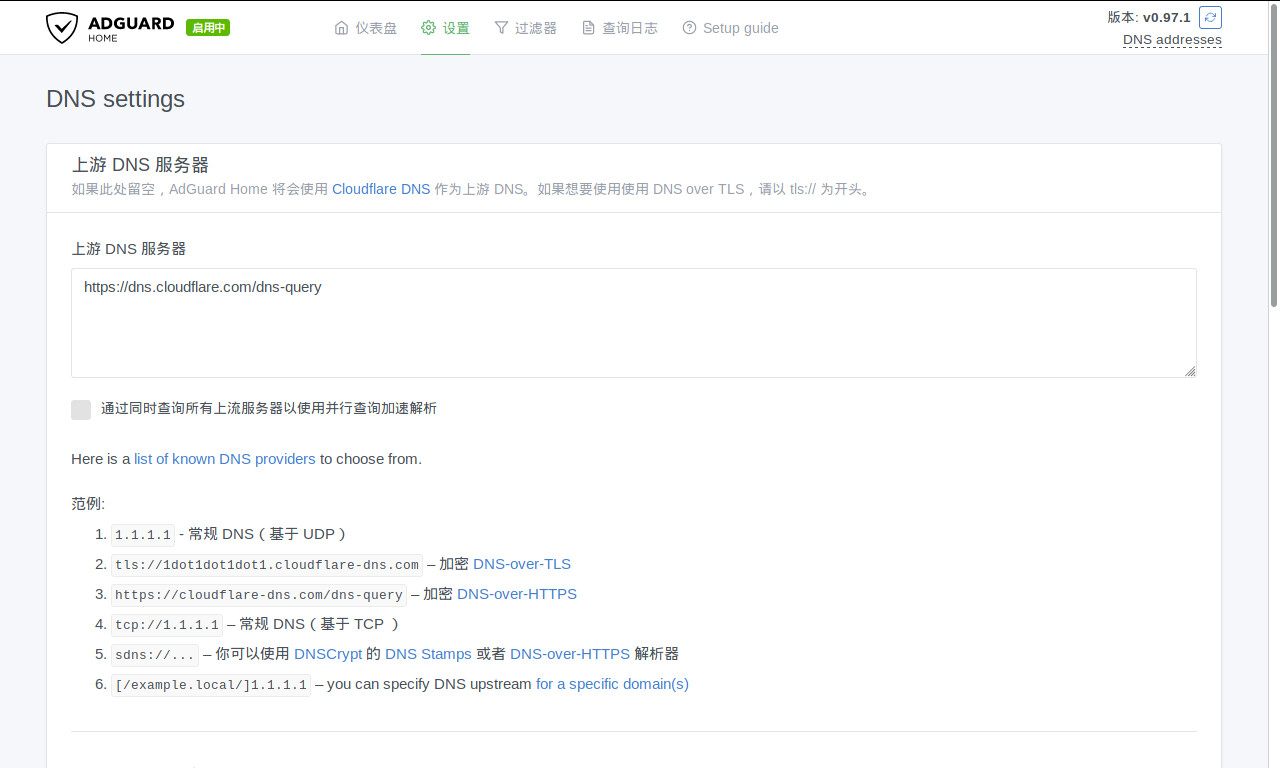 ADGUARD
HOME
启用中
仪表盘
设置
过滤器
查询日志
Setup guide
版本: v0.97.1
DNS addresses
DNS settings
上游 DNS 服务器
如果此处留空，AdGuard Home 将会使用 Cloudflare DNS 作为上游 DNS。如果想要使用使用 DNS over TLS，请以 tls:// 为开头。
上游 DNS 服务器
https://dns.cloudflare.com/dns-query
通过同时查询所有上流服务器以使用并行查询加速解析
Here is a list of known DNS providers to choose from.
范例:
1. 1.1.1.1 - 常规 DNS（基于 UDP）
2. tls://1dot1dot1dot1.cloudflare-dns.com – 加密 DNS-over-TLS
3. https://cloudflare-dns.com/dns-query – 加密 DNS-over-HTTPS
4. tcp://1.1.1.1 – 常规 DNS（基于 TCP ）
5. sdns://... – 你可以使用 DNSCrypt 的 DNS Stamps 或者 DNS-over-HTTPS 解析器
6. [/example.local/]1.1.1.1 – you can specify DNS upstream for a specific domain(s)